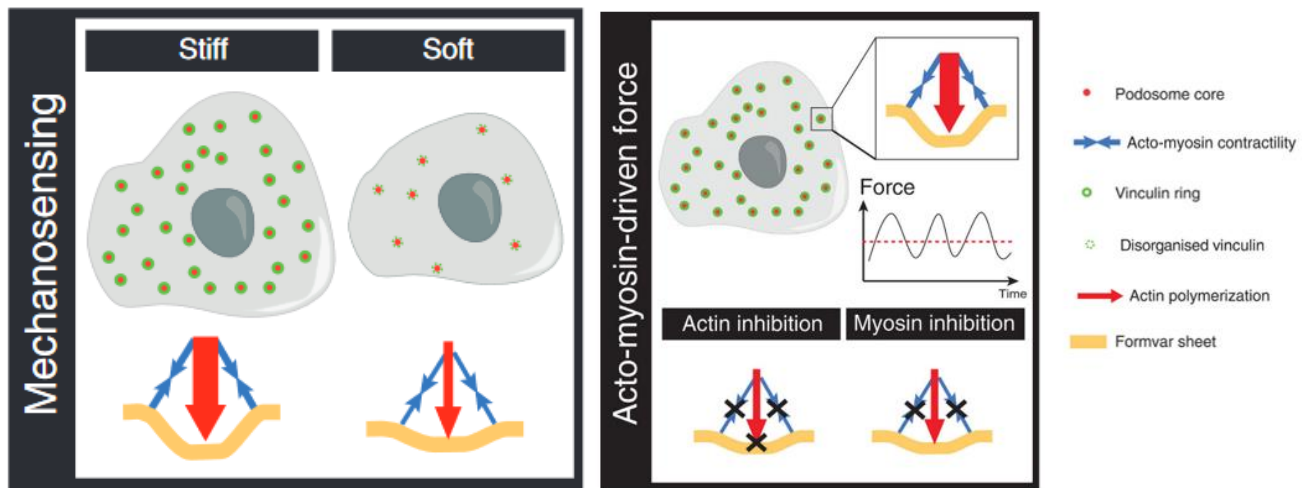 Mechanosensing
Stiff
Soft
Acto-myosin-driven force
Force
Time
Actin inhibition
Myosin inhibition
Podosome core
Acto-myosin contractility
Vinculin ring
Disorganised vinculin
Actin polymerization
Formvar sheet